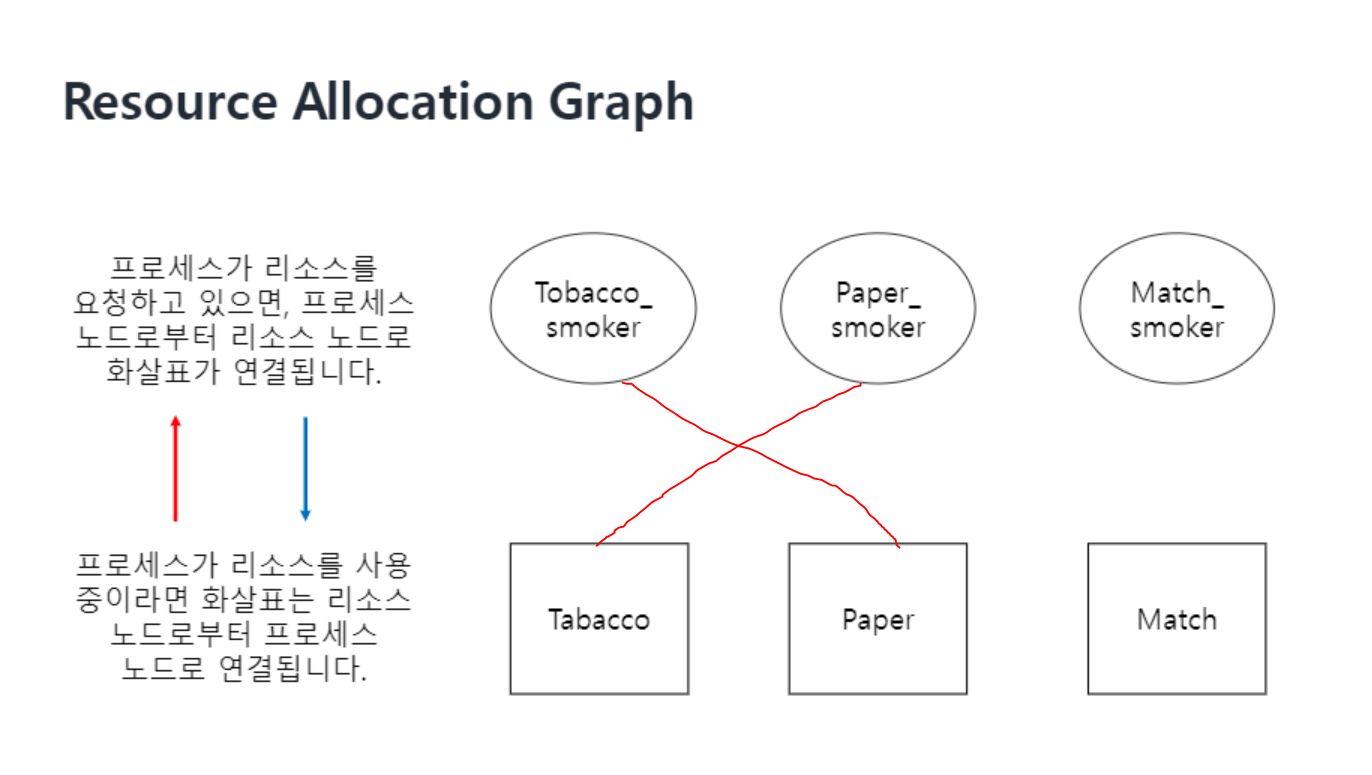 Resource Allocation Graph
프로세스가 리소스를
요청하고 있으면, 프로세스
노드로부터 리소스 노드로
화살표가 연결됩니다.
프로세스가 리소스를 사용
중이라면 화살표는 리소스
노드로부터 프로세스
노드로 연결됩니다.
Tobacco_
smoker
Paper_
smoker
Match_
smoker
Tabacco
Paper
Match